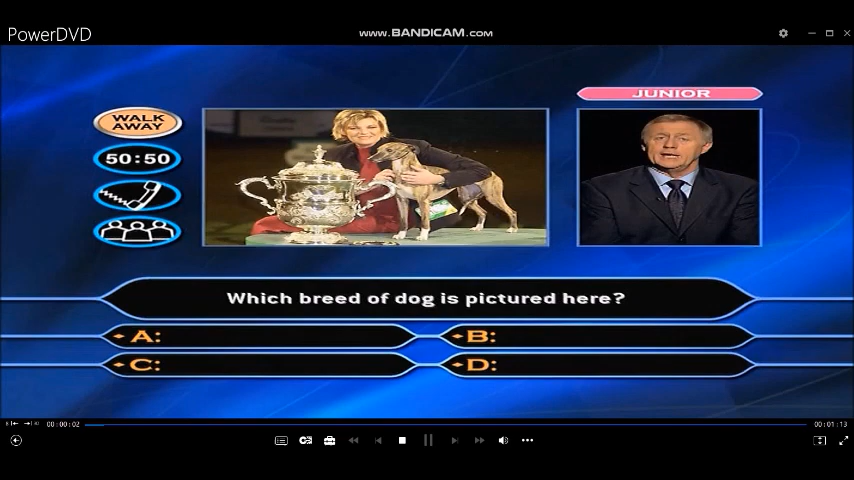 PowerDVD
www.BANDICAM.com
JUNIOR
WALK
AWAY
50:50
Which breed of dog is pictured here?
A:
B:
C:
D:
00:00:02
00:01:13